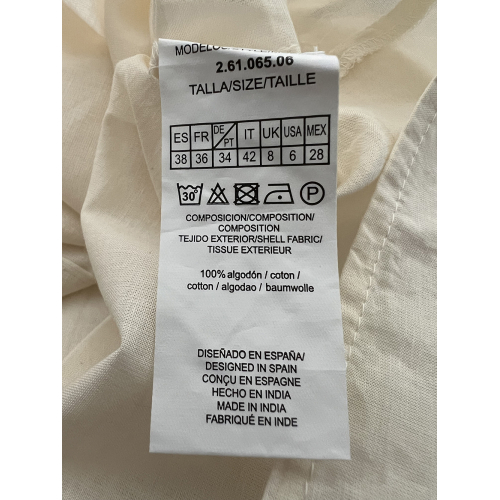 2.61.065.06
TALLA/SIZE/TAILLE
ES FR DE/PT IT UK USA MEX
38 36 34 42 8 6 28
30° P
COMPOSICION/COMPOSITION/
COMPOSITION
TEJIDO EXTERIOR/SHELL FABRIC/
TISSUE EXTERIEUR
100% algodón / coton /
cotton / algodao / baumwolle
DISEÑADO EN ESPAÑA/
DESIGNED IN SPAIN
CONÇU EN ESPAGNE
HECHO EN INDIA
MADE IN INDIA
FABRIQUÉ EN INDE